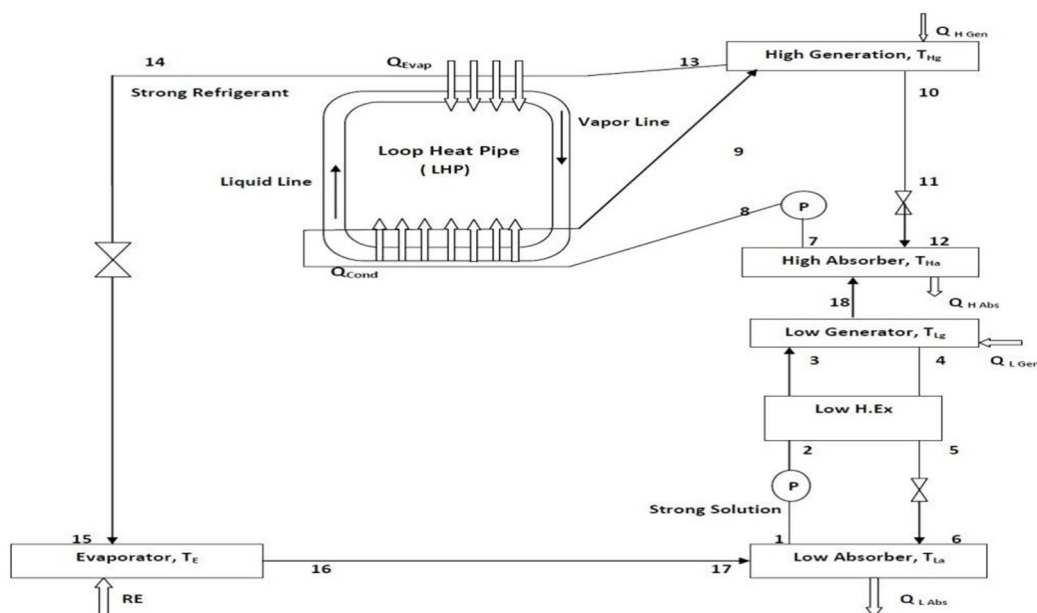 Q H Gen
14
Q Evap
13
High Generation, T Hg
Strong Refrigerant
10
Vapor Line
Loop Heat Pipe
( LHP)
9
Liquid Line
11
P
8
7
12
Q Cond
High Absorber, T Ha
18
Q H Abs
Low Generator, T Lg
3
4
Q L Gen
Low H.Ex
2
5
P
Strong Solution
15
1
6
Evaporator, T E
16
17
Low Absorber, T La
RE
Q L Abs